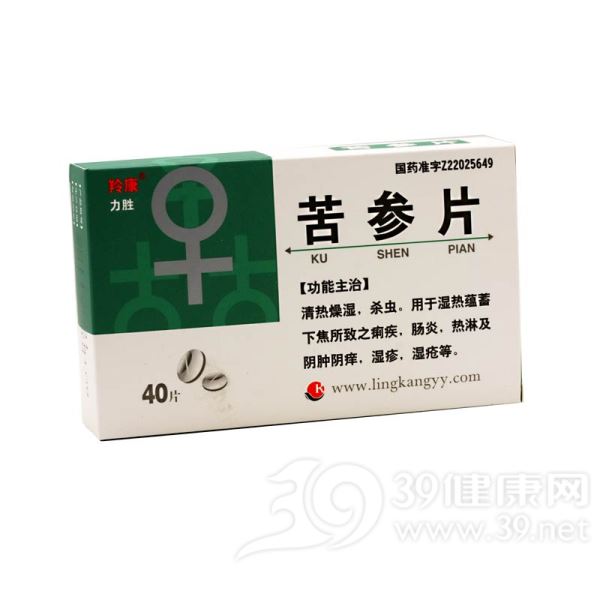 羚康®
力胜
国药准字Z22025649
苦参片
KU SHEN PIAN
【功能主治】
清热燥湿，杀虫。用于湿热蕴蓄
下焦所致之痢疾，肠炎，热淋及
阴肿阴痒，湿疹，湿疮等。
40片
www.lingkangyy.com
39健康网
www.39.net